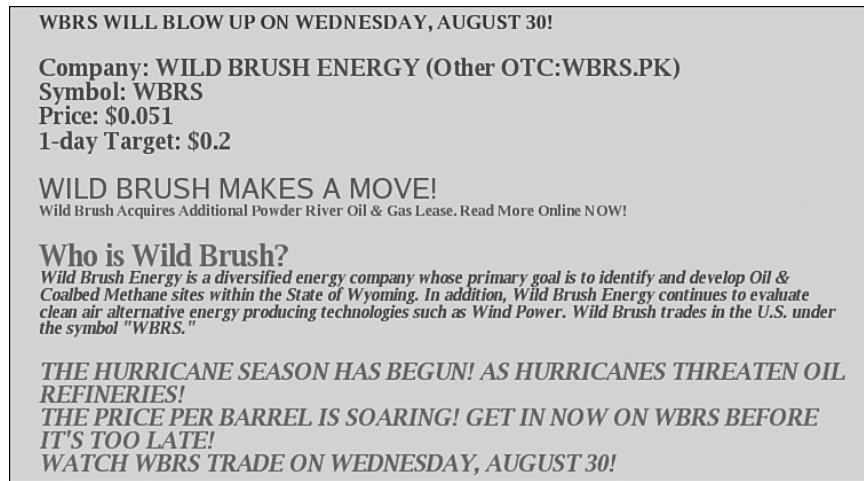 WBRS WILL BLOW UP ON WEDNESDAY, AUGUST 30!
Company: WILD BRUSH ENERGY (Other OTC:WBRS.PK)
Symbol: WBRS
Price: $0.051
1-day Target: $0.2
WILD BRUSH MAKES A MOVE!
Wild Brush Acquires Additional Powder River Oil & Gas Lease. Read More Online NOW!
Who is Wild Brush?
Wild Brush Energy is a diversified energy company whose primary goal is to identify and develop Oil &
Coalbed Methane sites within the State of Wyoming. In addition, Wild Brush Energy continues to evaluate
clean air alternative energy producing technologies such as Wind Power. Wild Brush trades in the U.S. under
the symbol "WBRS."
THE HURRICANE SEASON HAS BEGUN! AS HURRICANES THREATEN OIL
REFINERIES!
THE PRICE PER BARREL IS SOARING! GET IN NOW ON WBRS BEFORE
IT'S TOO LATE!
WATCH WBRS TRADE ON WEDNESDAY, AUGUST 30!